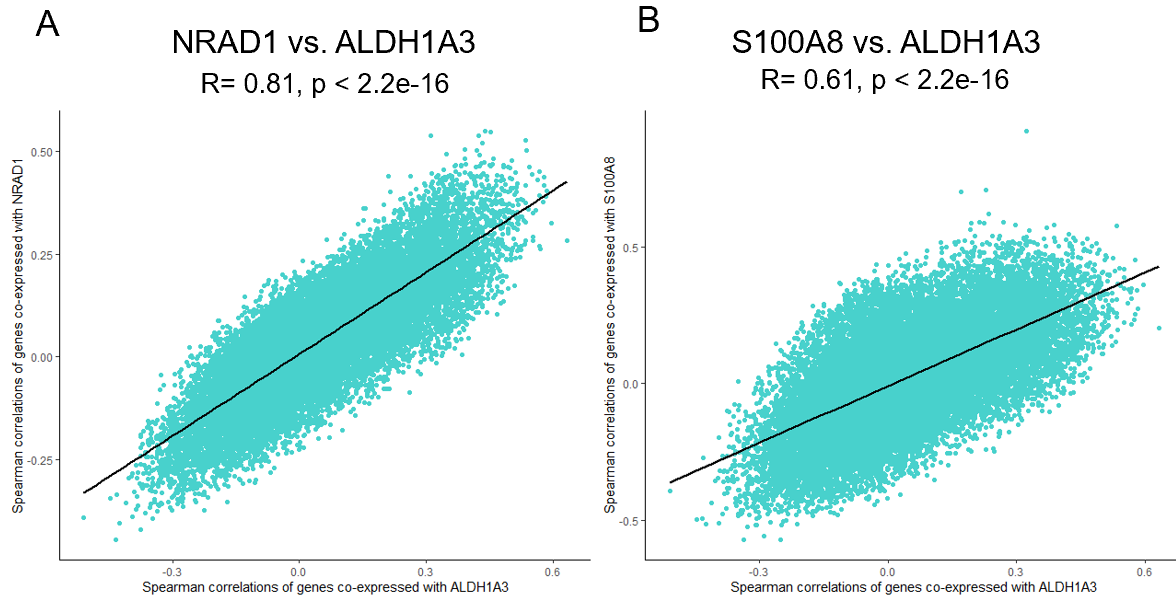 A
NRAD1 vs. ALDH1A3
R= 0.81, p < 2.2e-16
Spearman correlations of genes co-expressed with NRAD1
0.50
0.25
0.00
-0.25
-0.3
0.0
0.3
0.6
Spearman correlations of genes co-expressed with ALDH1A3
B
S100A8 vs. ALDH1A3
R= 0.61, p < 2.2e-16
Spearman correlations of genes co-expressed with S100A8
0.5
0.0
-0.5
-0.3
0.0
0.3
0.6
Spearman correlations of genes co-expressed with ALDH1A3